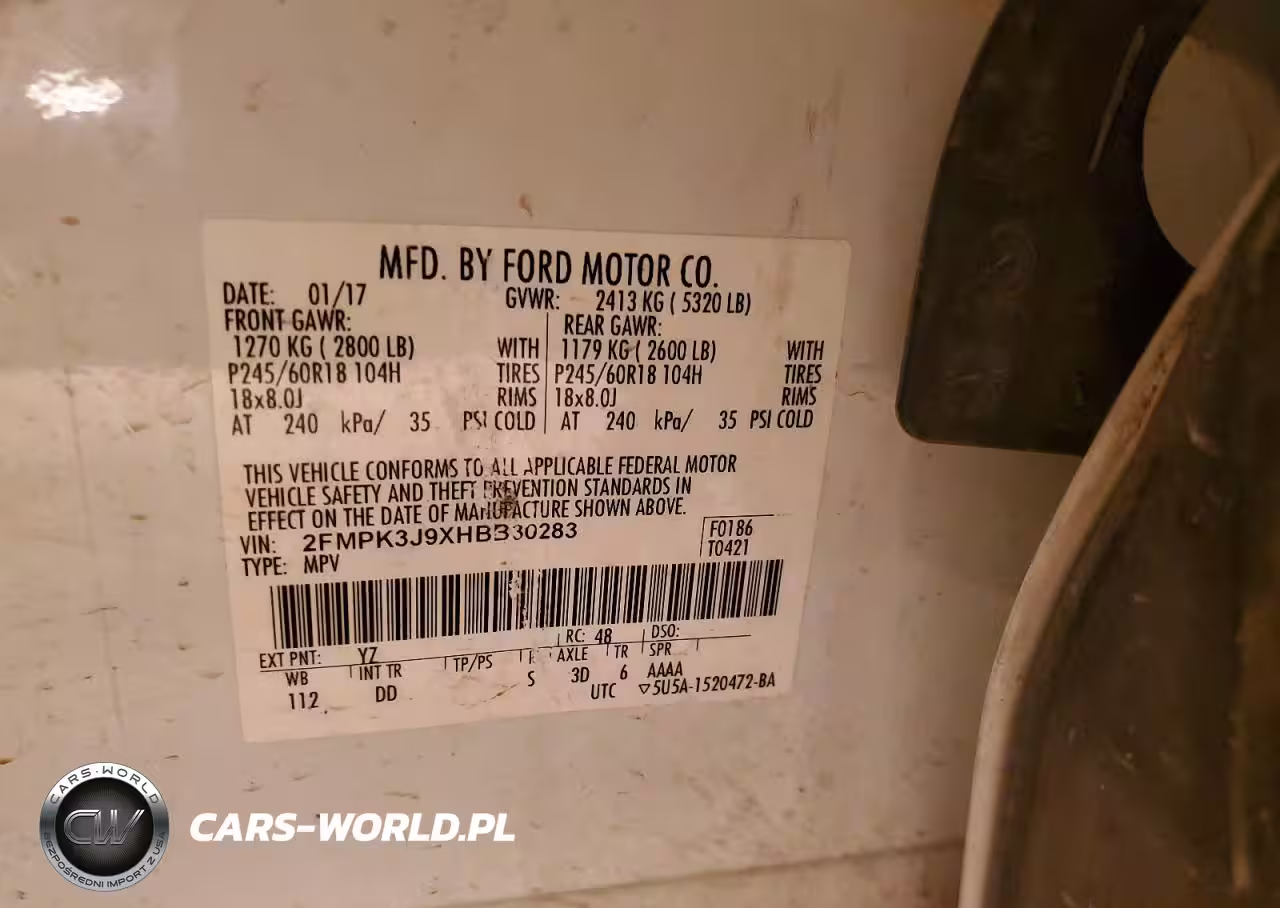 MFD. BY FORD MOTOR CO.
DATE: 01/17 GVWR: 2413 KG ( 5320 LB)
FRONT GAWR: REAR GAWR:
1270 KG ( 2800 LB) WITH 1179 KG ( 2600 LB) WITH
P245/60R18 104H TIRES P245/60R18 104H TIRES
18x8.0J RIMS 18x8.0J RIMS
AT 240 kPa/ 35 PSI COLD AT 240 kPa/ 35 PSI COLD
THIS VEHICLE CONFORMS TO ALL APPLICABLE FEDERAL MOTOR
VEHICLE SAFETY AND THEFT PREVENTION STANDARDS IN
EFFECT ON THE DATE OF MANUFACTURE SHOWN ABOVE.
VIN: 2FMPK3J9XHBB30283 F0186
TYPE: MPV T0421
EXT PNT: YZ RC: 48 DSO:
WB INT TR TP/PS R AXLE TR SPR
112 DD S 3D 6 AAAA
UTC ▽5U5A-1520472-BA
CARS-WORLD
CW
BEZPOŚREDNI IMPORT Z USA
CARS-WORLD.PL